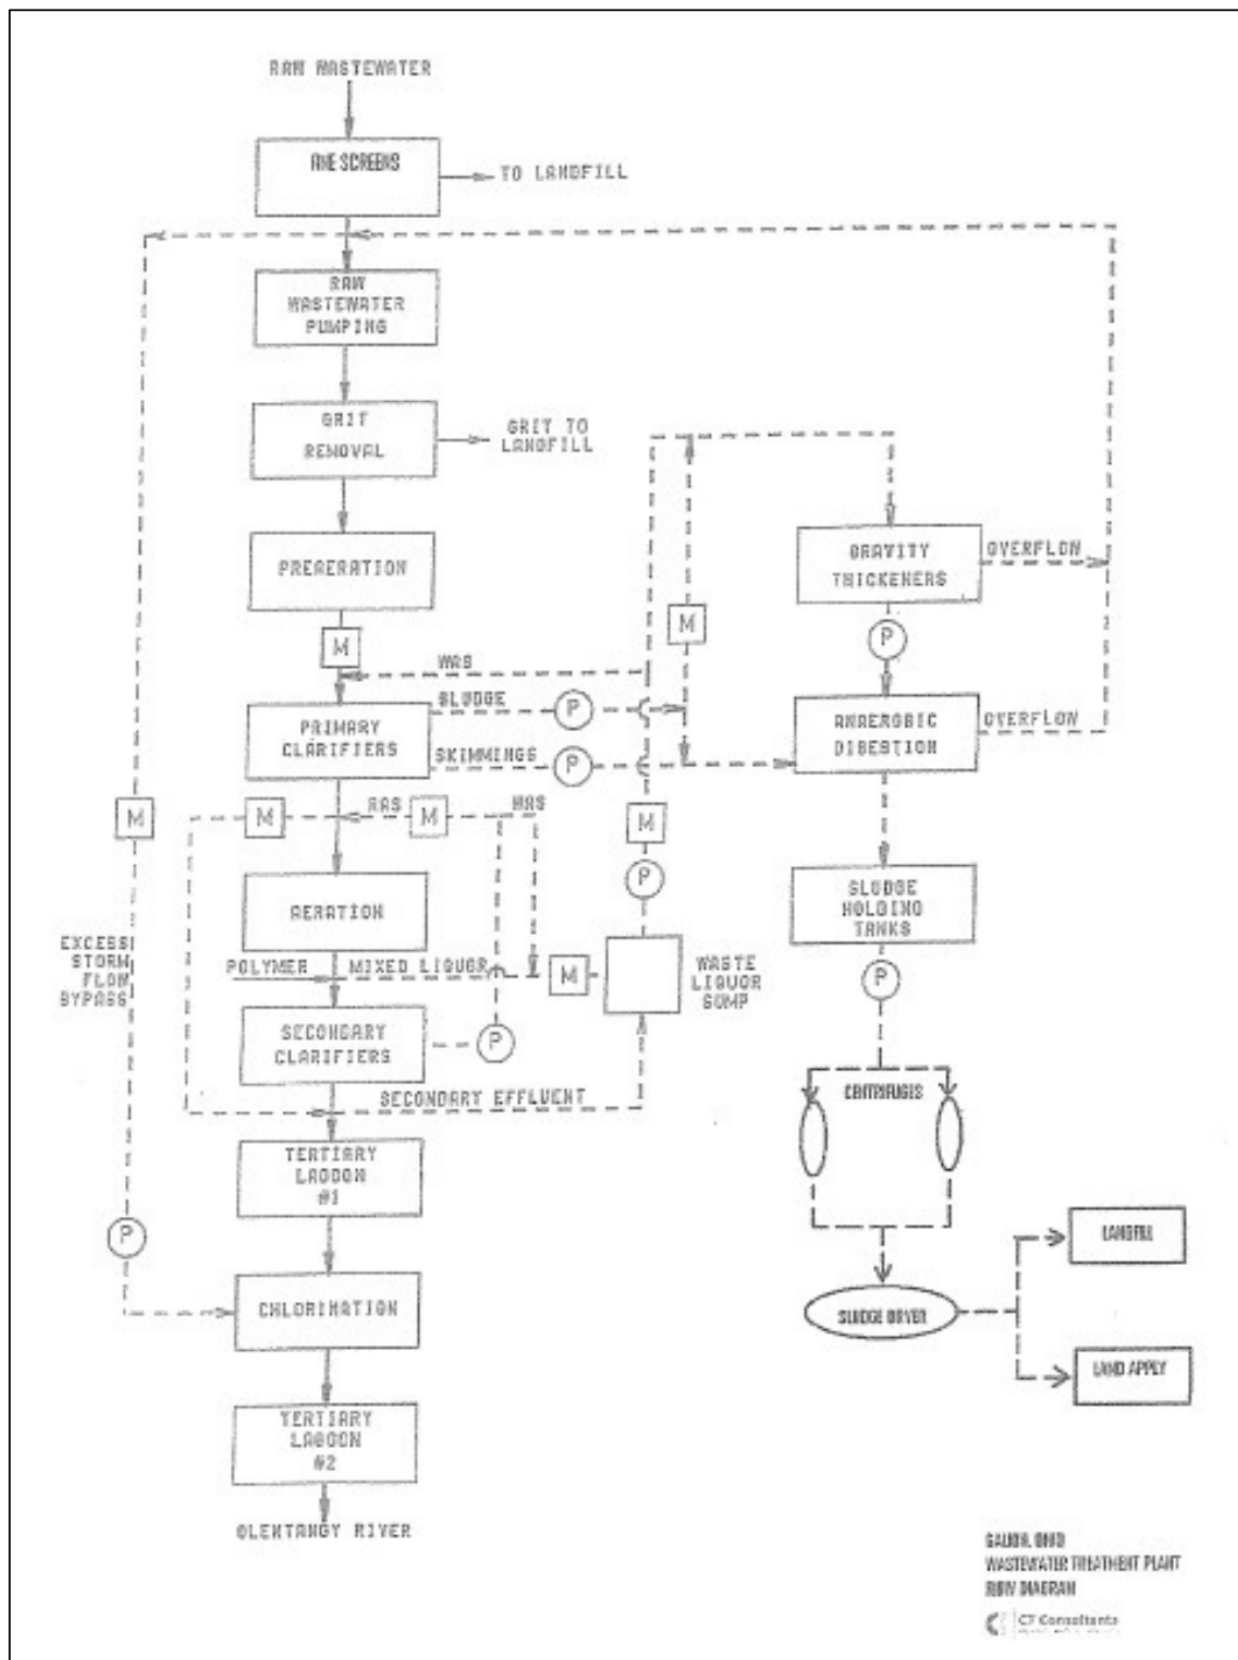 RAW WASTEWATER
FINE SCREENS
TO LANDFILL
RAW
WASTEWATER
PUMPING
GRIT
REMOVAL
GRIT TO
LANDFILL
PREAERATION
M
WAS
SLUDGE
P
PRIMARY
CLARIFIERS
SKIMMINGS
P
M
GRAVITY
THICKENERS
OVERFLOW
P
ANAEROBIC
DIGESTION
OVERFLOW
M
M
RAS
M
WAS
M
P
AERATION
SLUDGE
HOLDING
TANKS
EXCESS
STORM
FLOW
BYPASS
POLYMER
MIXED LIQUOR
M
WASTE
LIQUOR
SUMP
P
SECONDARY
CLARIFIERS
P
SECONDARY EFFLUENT
CENTRIFUGES
TERTIARY
LAGOON
#1
P
CHLORINATION
SLUDGE DRYER
LANDFILL
LAND APPLY
TERTIARY
LAGOON
#2
OLENTANGY RIVER
GALION, OHIO
WASTEWATER TREATMENT PLANT
FLOW DIAGRAM
CT Consultants